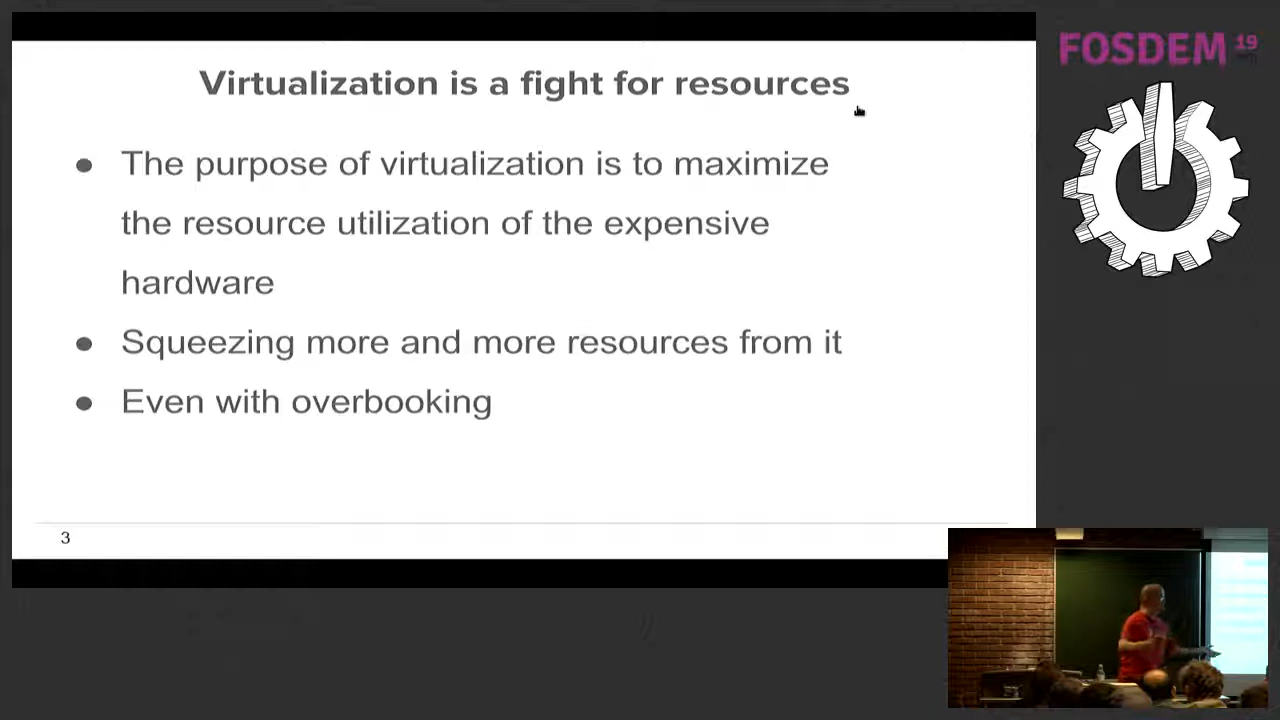 Virtualization is a fight for resources
● The purpose of virtualization is to maximize
the resource utilization of the expensive
hardware
● Squeezing more and more resources from it
● Even with overbooking
3
FOSDEM 19